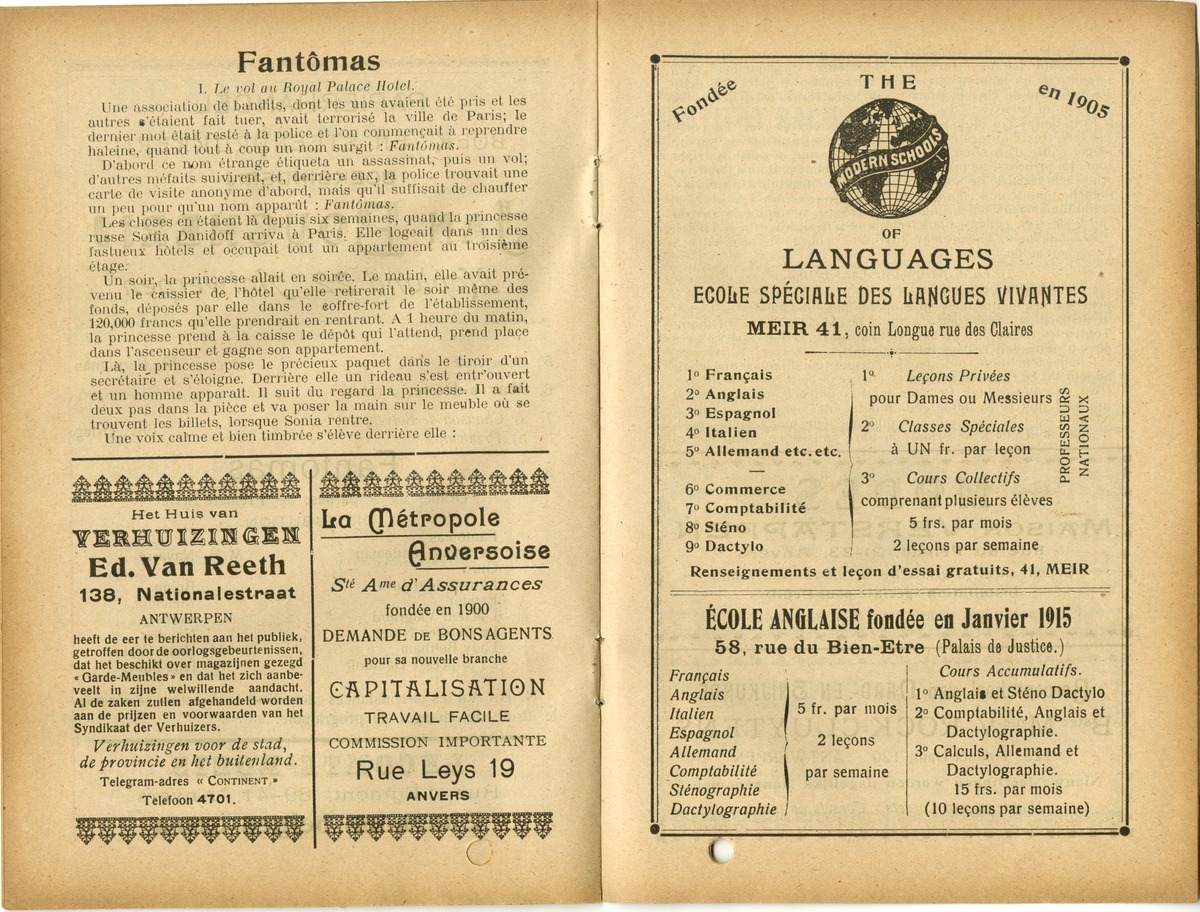 Fantômas
I. Le vol au Royal Palace Hotel.
Une association de bandits, dont les uns avaient été pris et les
autres s'étaient fait tuer, avait terrorisé la ville de Paris; le
dernier mot était resté à la police et l'on commençait à reprendre
haleine, quand tout à coup un nom surgit : Fantômas.
D'abord ce nom étrange étiqueta un assassinat, puis un vol;
d'autres méfaits suivirent, et, derrière eux, la police trouvait une
carte de visite anonyme d'abord, mais qu'il suffisait de chauffer
un peu pour qu'un nom apparût : Fantômas.
Les choses en étaient là depuis six semaines, quand la princesse
russe Sonia Danidoff arriva à Paris. Elle logeait dans un des
fastueux hôtels et occupait tout un appartement au troisième
étage.
Un soir, la princesse allait en soirée. Le matin, elle avait pré-
venu le caissier de l'hôtel qu'elle retirerait le soir même des
fonds, déposés par elle dans le coffre-fort de l'établissement,
120,000 francs qu'elle prendrait en rentrant. A 1 heure du matin,
la princesse prend à la caisse le dépôt qui l'attend, prend place
dans l'ascenseur et gagne son appartement.
Là, la princesse pose le précieux paquet dans le tiroir d'un
secrétaire et s'éloigne. Derrière elle un rideau s'est entr'ouvert
et un homme apparaît. Il suit du regard la princesse. Il a fait
deux pas dans la pièce et va poser la main sur le meuble où se
trouvent les billets, lorsque Sonia rentre.
Une voix calme et bien timbrée s'élève derrière elle :
Het Huis van
VERHUIZINGEN
Ed. Van Reeth
138, Nationalestraat
ANTWERPEN
heeft de eer te berichten aan het publiek,
getroffen door de oorlogsgebeurtenissen,
dat het beschikt over magazijnen gezegd
« Garde-Meubles » en dat het zich aanbe-
veelt in zijne welwillende aandacht.
Al de zaken zullen afgehandeld worden
aan de prijzen en voorwaarden van het
Syndikaat der Verhuizers.
Verhuizingen voor de stad,
de provincie en het buitenland.
Telegram-adres « CONTINENT »
Telefoon 4701.
La Métropole
Anversoise
Sté Ame d'Assurances
fondée en 1900
DEMANDE DE BONS AGENTS
pour sa nouvelle branche
CAPITALISATION
TRAVAIL FACILE
COMMISSION IMPORTANTE
Rue Leys 19
ANVERS
Fondée en 1905
THE
MODERN SCHOOLS
OF
LANGUAGES
ECOLE SPÉCIALE DES LANGUES VIVANTES
MEIR 41, coin Longue rue des Claires
1o Français
2o Anglais
3o Espagnol
4o Italien
5o Allemand etc. etc.
—
6o Commerce
7o Comptabilité
8o Sténo
9o Dactylo
1o Leçons Privées
pour Dames ou Messieurs
2o Classes Spéciales
à UN fr. par leçon
3o Cours Collectifs
comprenant plusieurs élèves
5 frs. par mois
2 leçons par semaine
PROFESSEURS
NATIONAUX
Renseignements et leçon d'essai gratuits, 41, MEIR
ÉCOLE ANGLAISE fondée en Janvier 1915
58, rue du Bien-Etre (Palais de Justice.)
Français
Anglais
Italien
Espagnol
Allemand
Comptabilité
Sténographie
Dactylographie
5 fr. par mois
2 leçons
par semaine
Cours Accumulatifs.
1o Anglais et Sténo Dactylo
2o Comptabilité, Anglais et
Dactylographie.
3o Calculs, Allemand et
Dactylographie.
15 frs. par mois
(10 leçons par semaine)